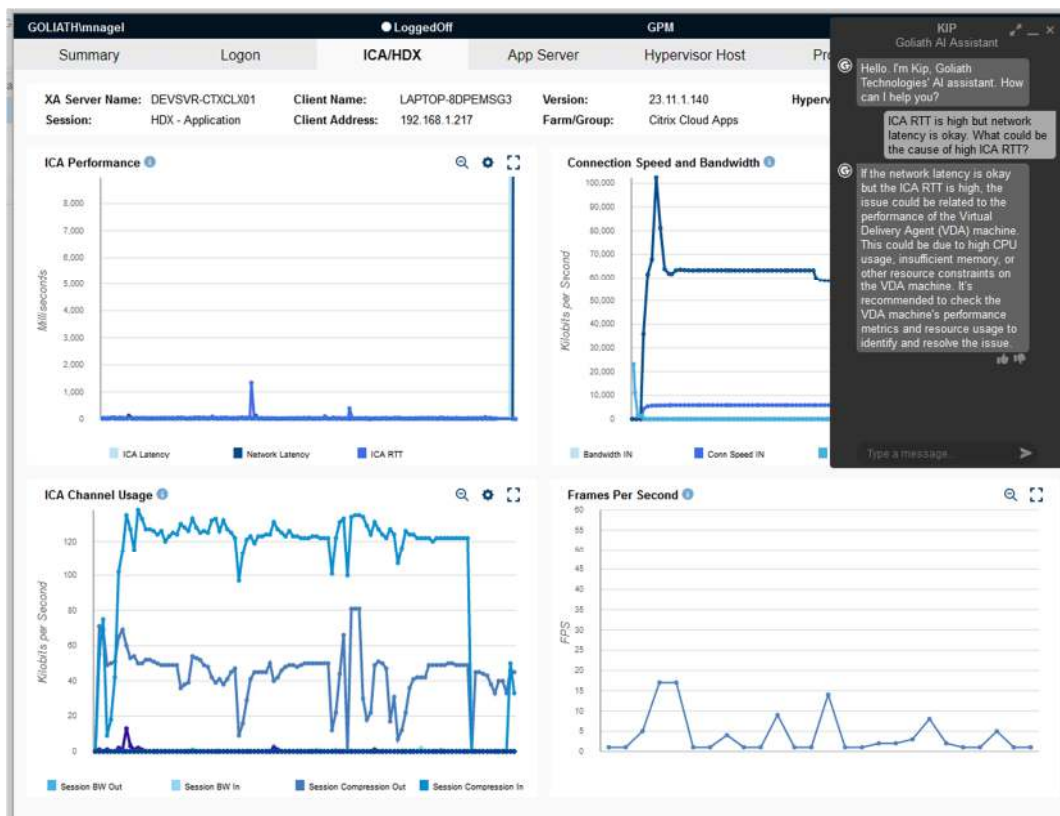 GOLIATH\mnagel
LoggedOff
GPM
Summary
Logon
ICA/HDX
App Server
Hypervisor Host
XA Server Name: DEVSVR-CTXCLX01
Client Name: LAPTOP-8DPEMSG3
Version: 23.11.1.140
Session: HDX - Application
Client Address: 192.168.1.217
Farm/Group: Citrix Cloud Apps
ICA Performance
8,000
7,000
6,000
5,000
4,000
3,000
2,000
1,000
0
Milliseconds
ICA Latency
Network Latency
ICA RTT
Connection Speed and Bandwidth
100,000
90,000
80,000
70,000
60,000
50,000
40,000
30,000
20,000
10,000
0
Kilobits per Second
Bandwidth IN
Conn Speed IN
ICA Channel Usage
120
100
80
60
40
20
0
Kilobits per Second
Session BW Out
Session BW In
Session Compression Out
Session Compression In
Frames Per Second
60
55
50
45
40
35
30
25
20
15
10
5
0
FPS
KIP
Goliath AI Assistant
Hello. I'm Kip, Goliath
Technologies' AI assistant. How
can I help you?
ICA RTT is high but network
latency is okay. What could be
the cause of high ICA RTT?
If the network latency is okay
but the ICA RTT is high, the
issue could be related to the
performance of the Virtual
Delivery Agent (VDA) machine.
This could be due to high CPU
usage, insufficient memory, or
other resource constraints on
the VDA machine. It's
recommended to check the
VDA machine's performance
metrics and resource usage to
identify and resolve the issue.
Type a message...